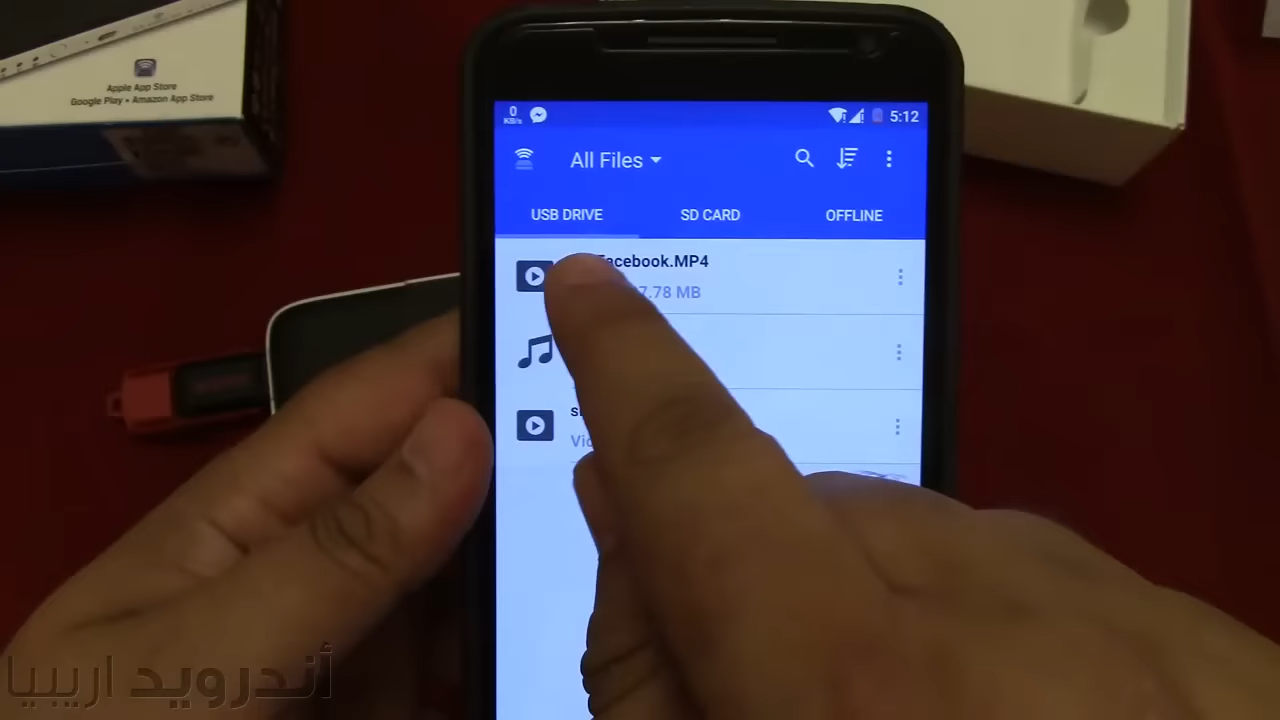 Apple App Store
Google Play • Amazon App Store
0
KB/s
5:12
All Files
USB DRIVE
SD CARD
OFFLINE
Facebook.MP4
7.78 MB
أندرويد اريبيا